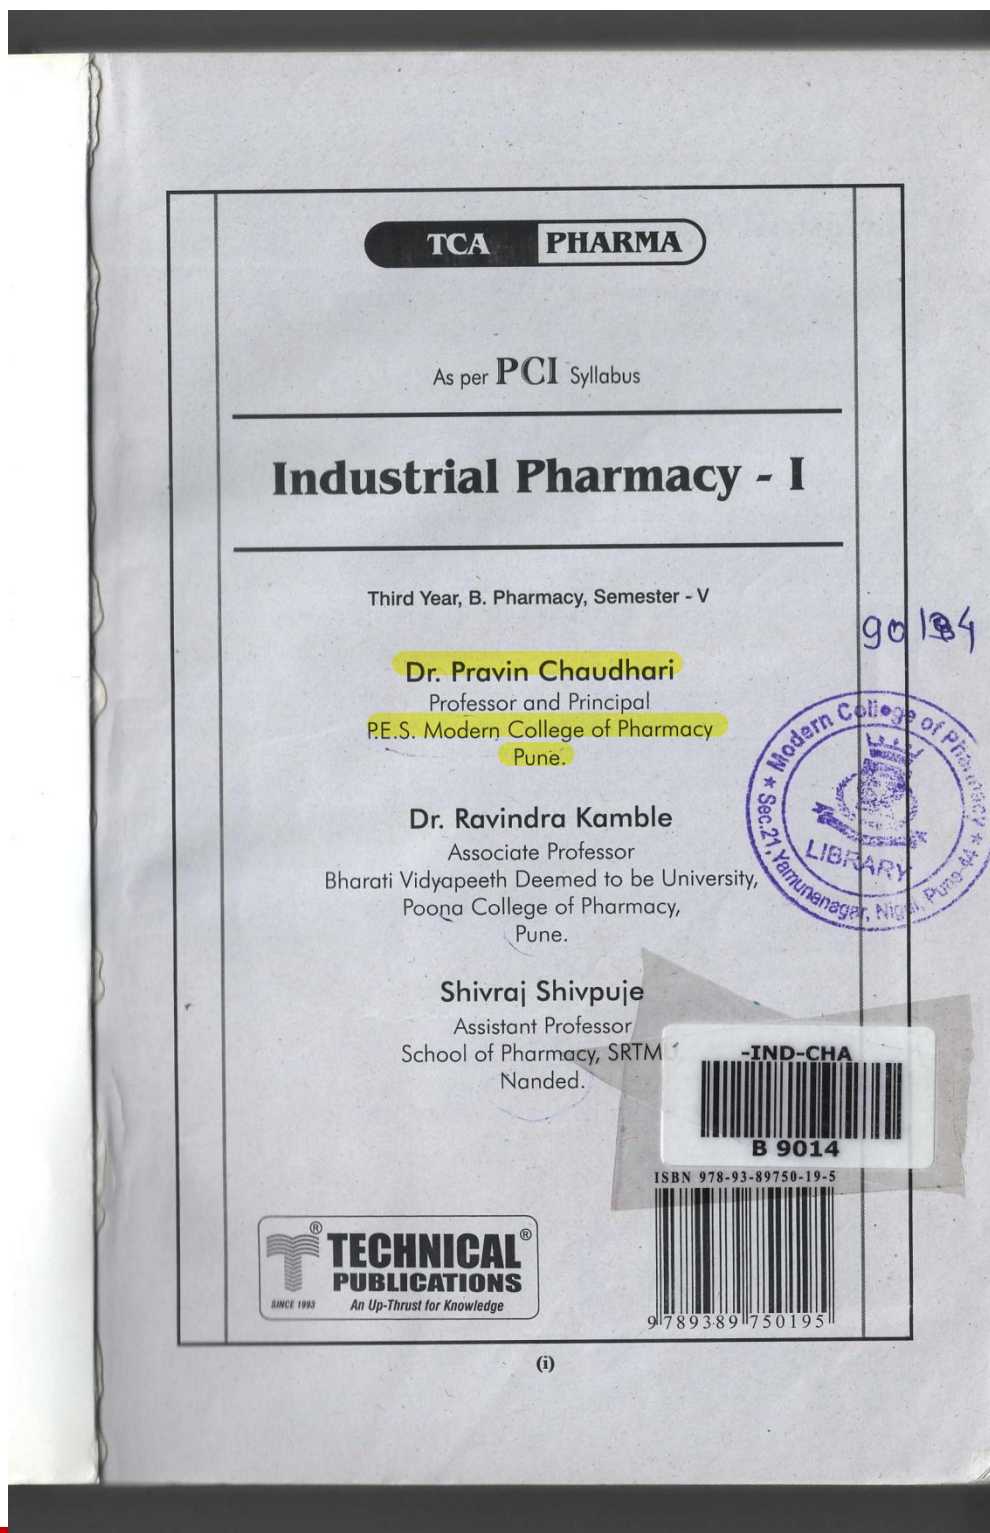 TCA PHARMA
As per PCI Syllabus
Industrial Pharmacy - I
Third Year, B. Pharmacy, Semester - V
Dr. Pravin Chaudhari
Professor and Principal
P.E.S. Modern College of Pharmacy
Pune.
Dr. Ravindra Kamble
Associate Professor
Bharati Vidyapeeth Deemed to be University,
Poona College of Pharmacy,
Pune.
Shivraj Shivpuje
Assistant Professor
School of Pharmacy, SRTMU
Nanded.
Modern College of Pharmacy
Sec.21, Yamunanagar, Nigdi, Pune-44
LIBRARY
-IND-CHA
B 9014
ISBN 978-93-89750-19-5
9 789389 750195
TECHNICAL®
PUBLICATIONS
SINCE 1993 An Up-Thrust for Knowledge
(i)